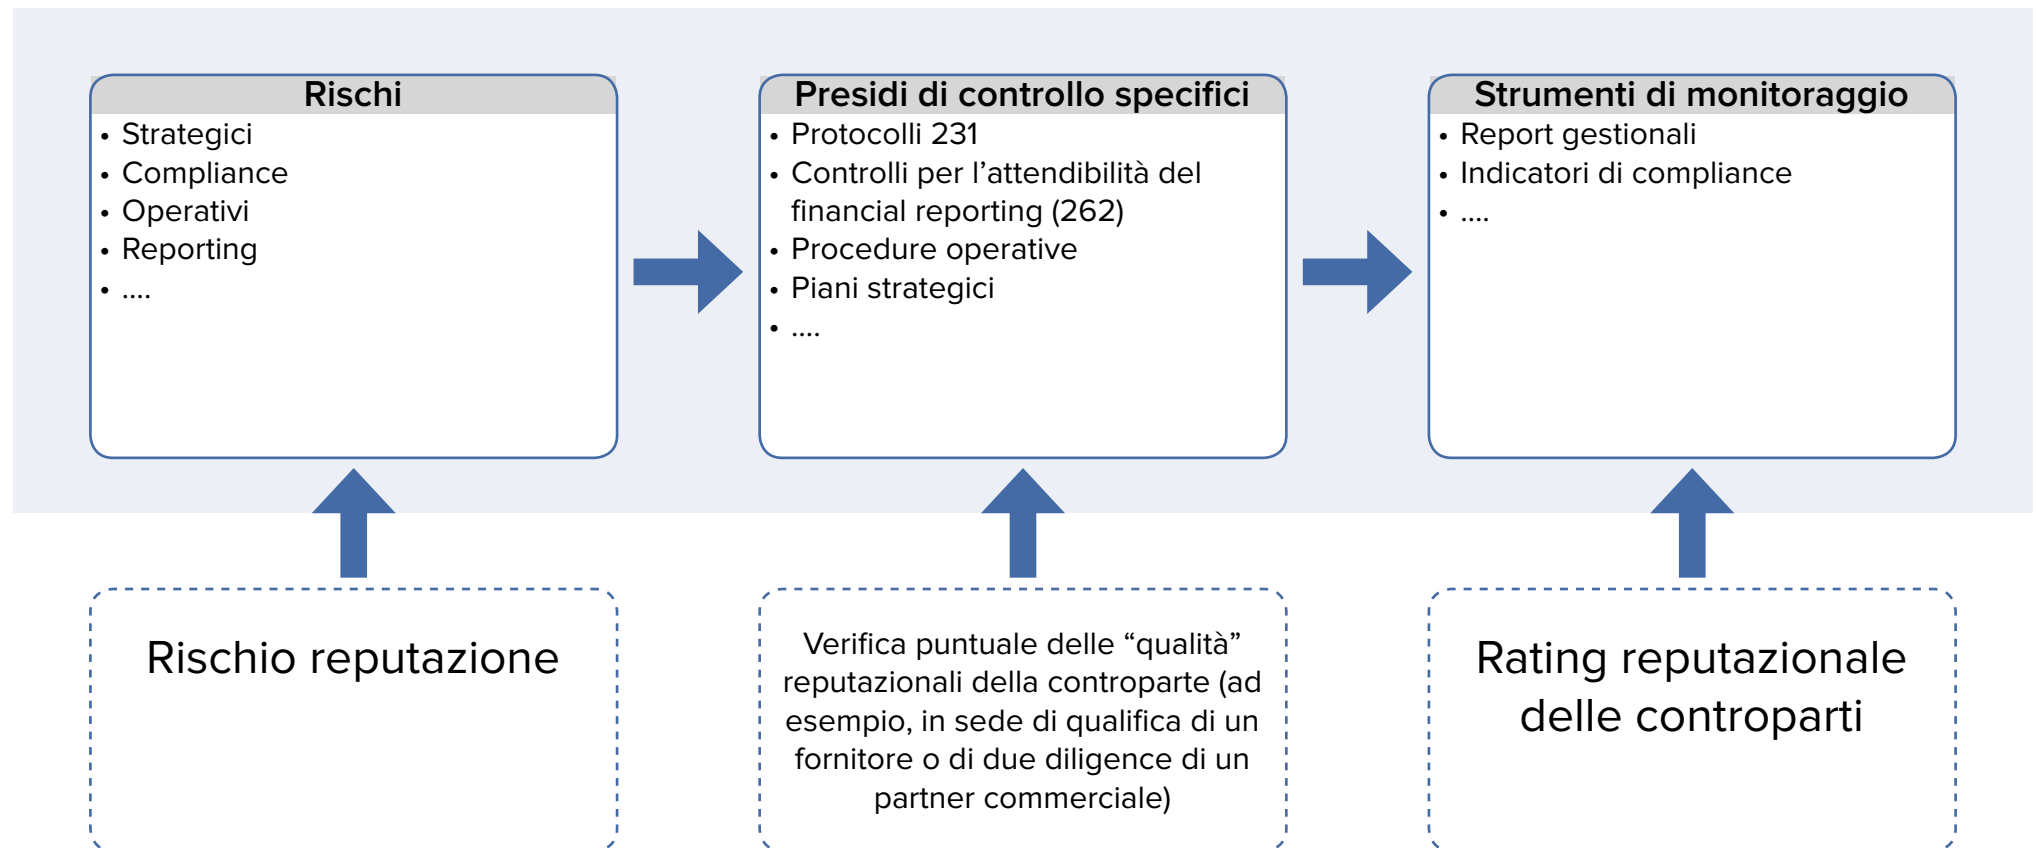 Rischi
• Strategici
• Compliance
• Operativi
• Reporting
• ....
Presidi di controllo specifici
• Protocolli 231
• Controlli per l’attendibilità del
financial reporting (262)
• Procedure operative
• Piani strategici
• ....
Strumenti di monitoraggio
• Report gestionali
• Indicatori di compliance
• ....
Rischio reputazione
Verifica puntuale delle “qualità”
reputazionali della controparte (ad
esempio, in sede di qualifica di un
fornitore o di due diligence di un
partner commerciale)
Rating reputazionale
delle controparti